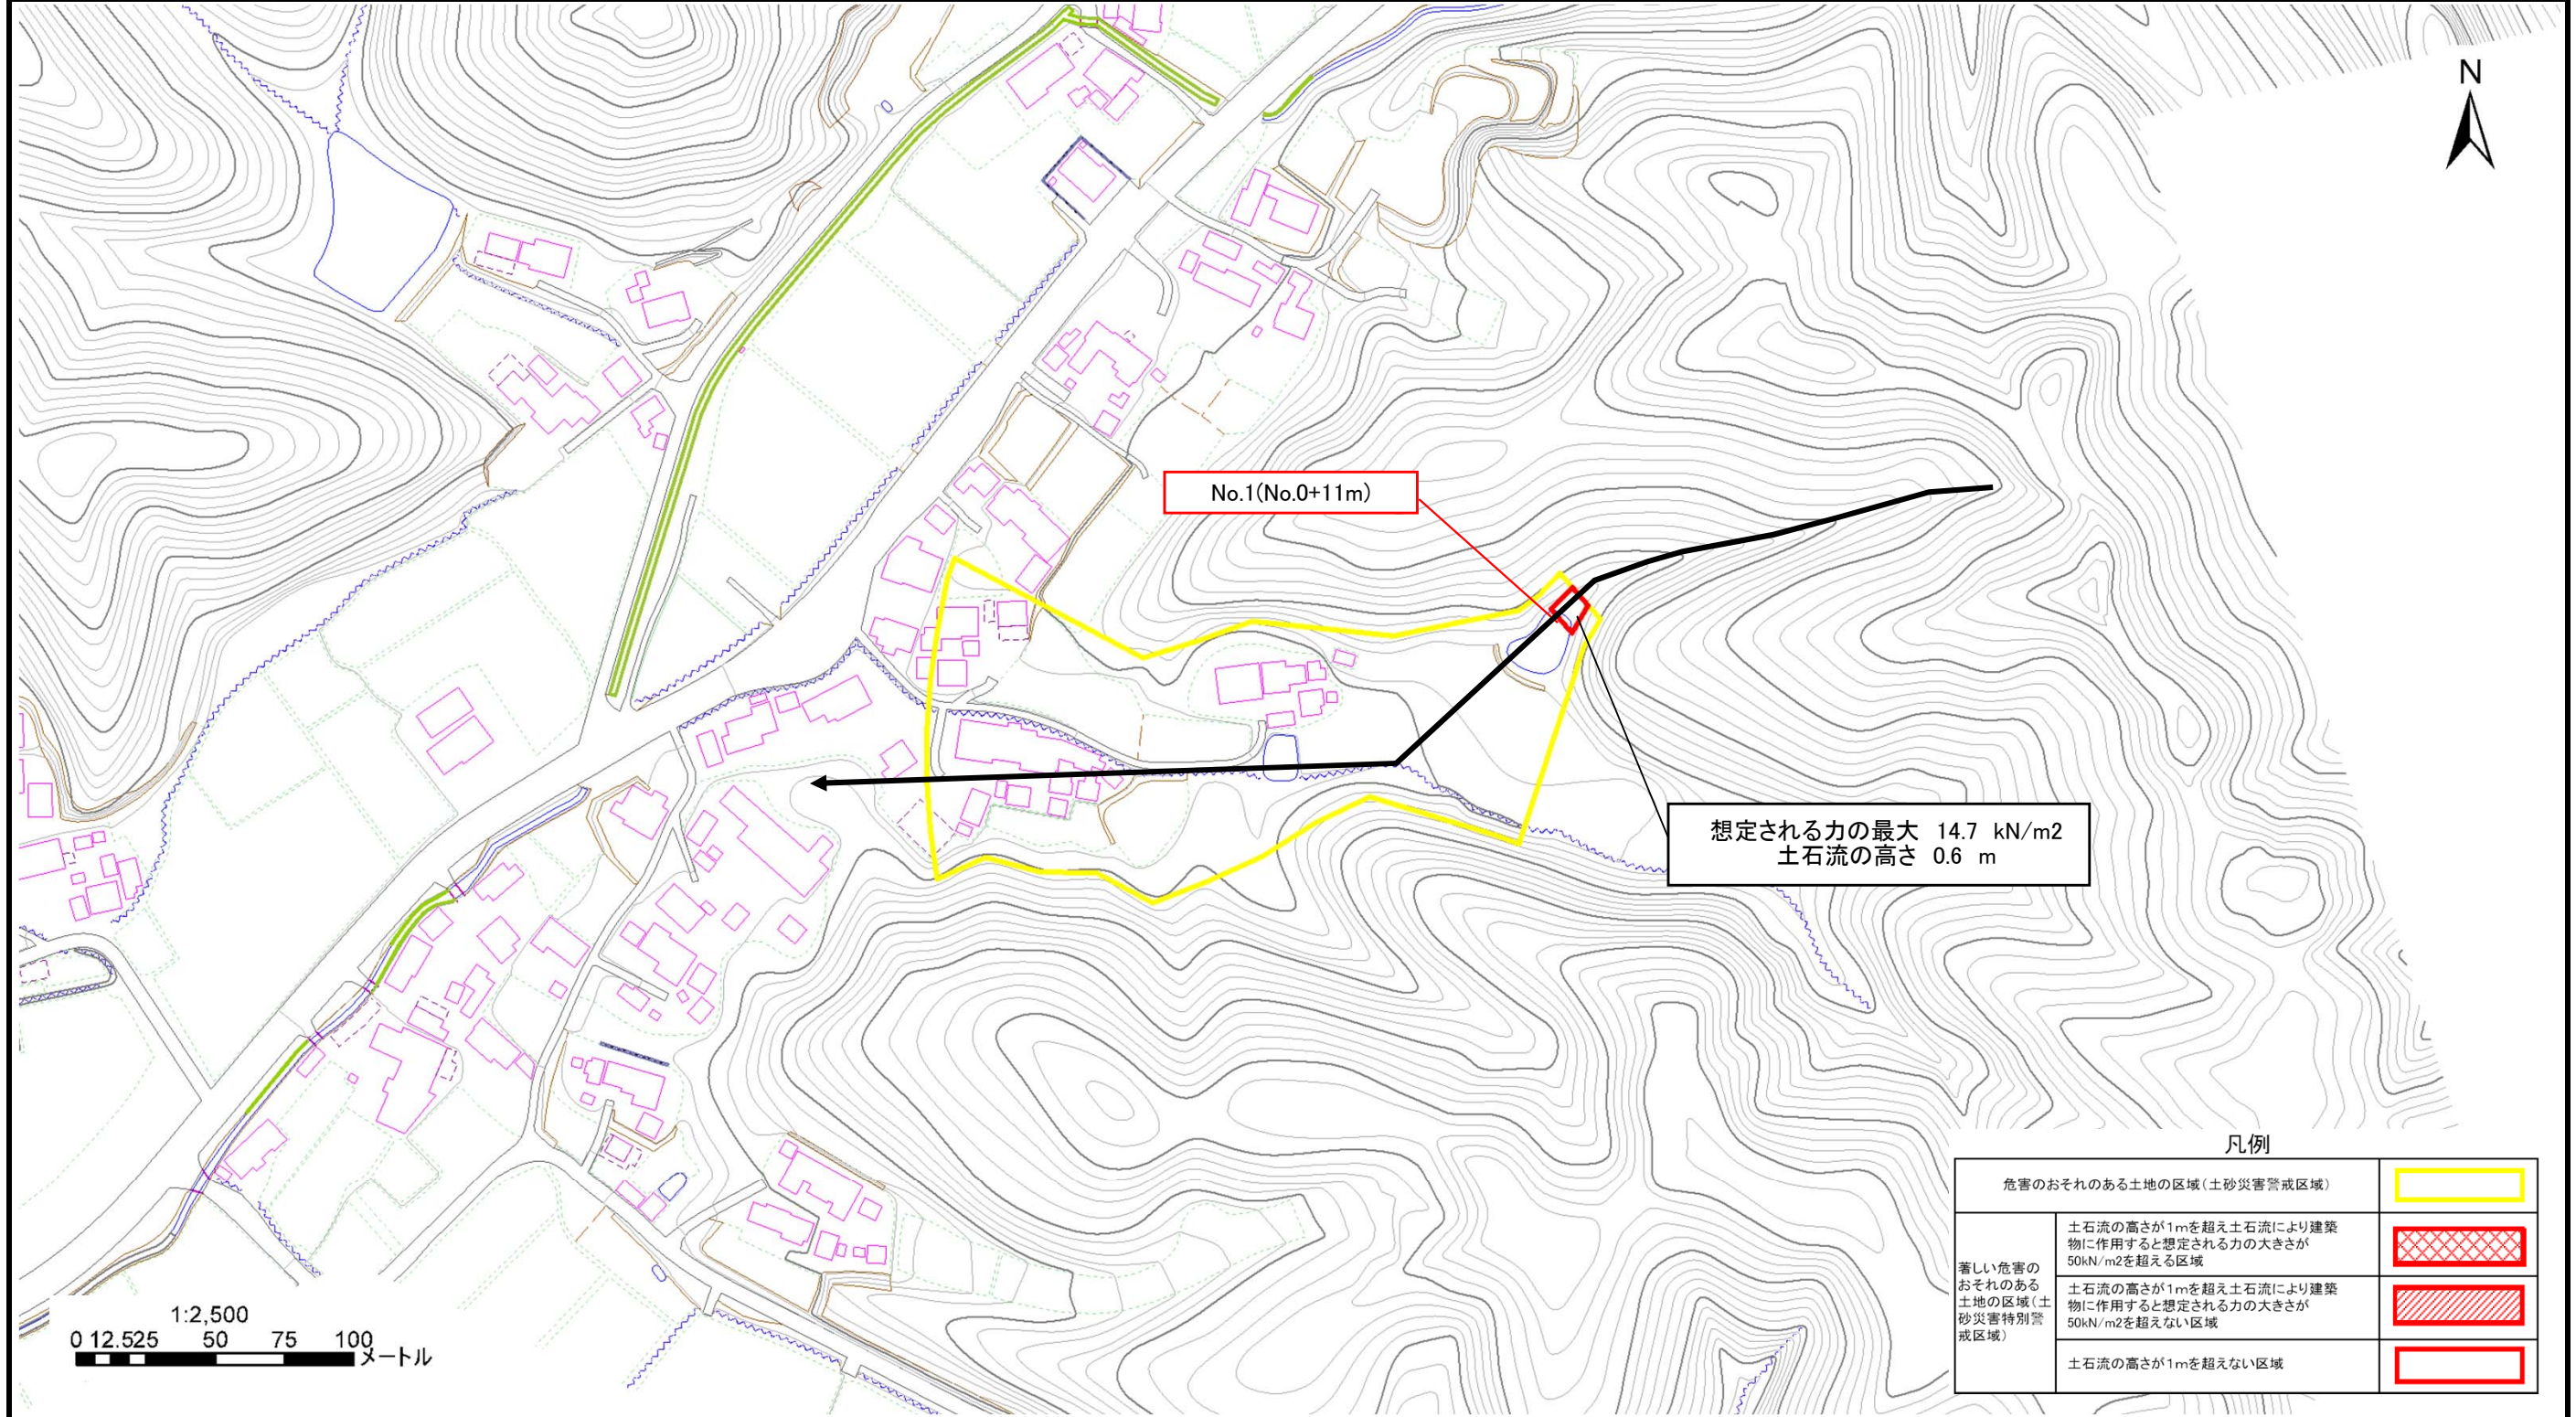 N
No.1(No.0+11m)
想定される力の最大 14.7 kN/m2
土石流の高さ 0.6 m
凡例
危害のおそれのある土地の区域(土砂災害警戒区域)
著しい危害の
おそれのある
土地の区域(土
砂災害特別警
戒区域)
土石流の高さが1mを超え土石流により建築
物に作用すると想定される力の大きさが
50kN/m2を超える区域
土石流の高さが1mを超え土石流により建築
物に作用すると想定される力の大きさが
50kN/m2を超えない区域
土石流の高さが1mを超えない区域
1:2,500
0 12.525 50 75 100
メートル